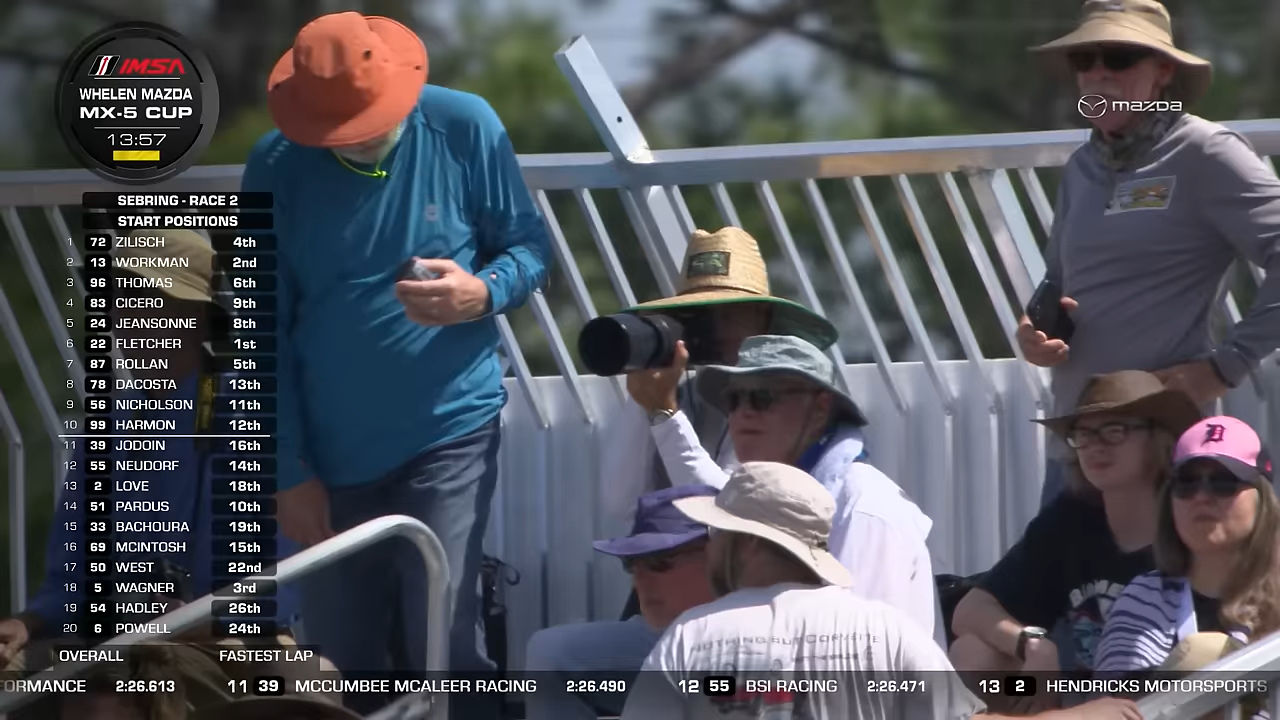 IMSA
WHELEN MAZDA
MX-5 CUP
13:57
mazda
SEBRING - RACE 2
START POSITIONS
1 72 ZILISCH 4th
2 13 WORKMAN 2nd
3 96 THOMAS 6th
4 83 CICERO 9th
5 24 JEANSONNE 8th
6 22 FLETCHER 1st
7 87 ROLLAN 5th
8 78 DACOSTA 13th
9 56 NICHOLSON 11th
10 99 HARMON 12th
11 39 JODOIN 16th
12 55 NEUDORF 14th
13 2 LOVE 18th
14 51 PARDUS 10th
15 33 BACHOURA 19th
16 69 MCINTOSH 15th
17 50 WEST 22nd
18 5 WAGNER 3rd
19 54 HADLEY 26th
20 6 POWELL 24th
D
NOTHING BUT CORVETTE
OVERALL FASTEST LAP
ORMANCE 2:26.613 11 39 MCCUMBEE MCALEER RACING 2:26.490 12 55 BSI RACING 2:26.471 13 2 HENDRICKS MOTORSPORTS